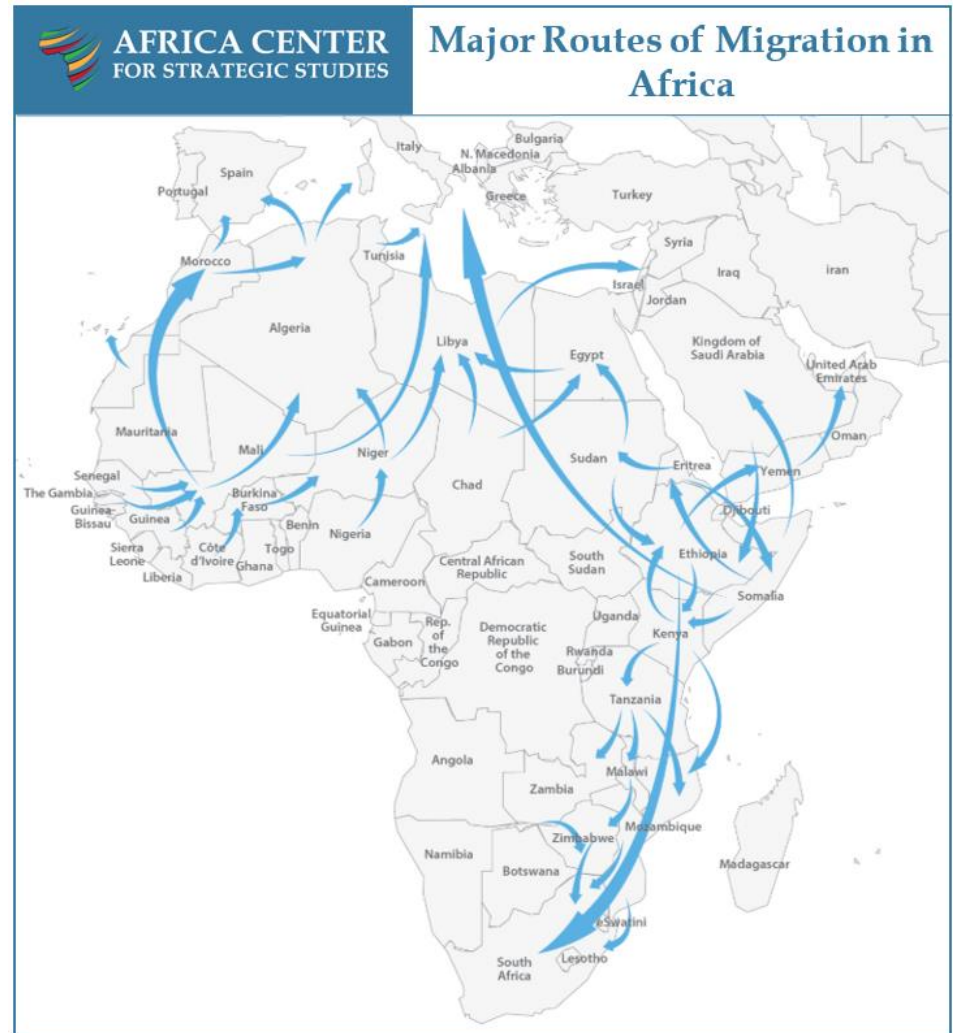 AFRICA CENTER
FOR STRATEGIC STUDIES
Major Routes of Migration in
Africa
Italy
Bulgaria
N. Macedonia
Albania
Greece
Spain
Portugal
Turkey
Syria
Iraq
iran
Israel
Jordan
Morocco
Tunisia
Algeria
Libya
Egypt
Kingdom of
Saudi Arabia
United Arab
Emirates
Oman
Yemen
Mauritania
Mali
Niger
Chad
Sudan
Eritrea
Djibouti
Senegal
The Gambia
Guinea-
Bissau
Guinea
Sierra
Leone
Liberia
Côte
d'Ivoire
Burkina
Faso
Ghana
Togo
Benin
Nigeria
Cameroon
Central African
Republic
South
Sudan
Ethiopia
Somalia
Equatorial
Guinea
Gabon
Rep.
of
the
Congo
Democratic
Republic
of the
Congo
Uganda
Kenya
Rwanda
Burundi
Tanzania
Angola
Zambia
Malawi
Mozambique
Zimbabwe
Namibia
Botswana
Madagascar
eSwatini
South
Africa
Lesotho